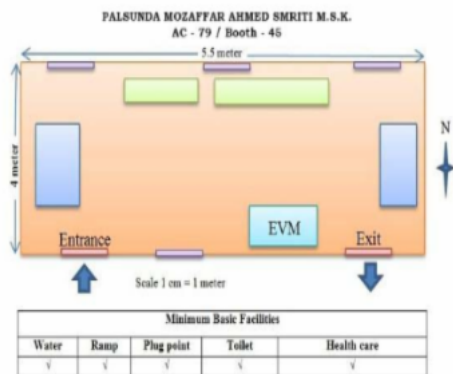 PALSUNDA MOZAFFAR AHMED SMRITI M.S.K.
AC - 79 / Booth - 45
5.5 meter
4 meter
N
EVM
Entrance
Exit
Scale 1 cm = 1 meter
Minimum Basic Facilities
Water Ramp Plug point Toilet Health care
√ √ √ √ √